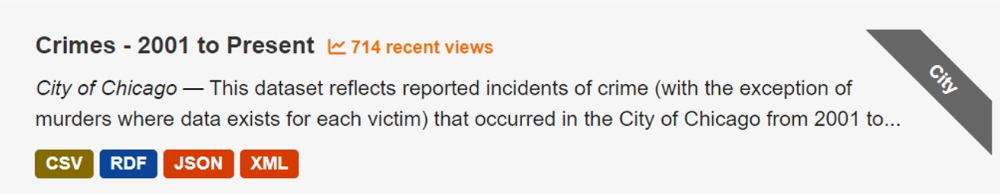 Crimes - 2001 to Present 714 recent views
City
City of Chicago — This dataset reflects reported incidents of crime (with the exception of
murders where data exists for each victim) that occurred in the City of Chicago from 2001 to...
CSV RDF JSON XML